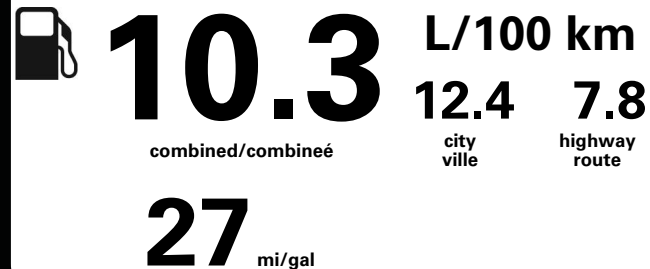 10.3 L/100 km
12.4 7.8
combined/combineé city highway
ville route
27 mi/gal